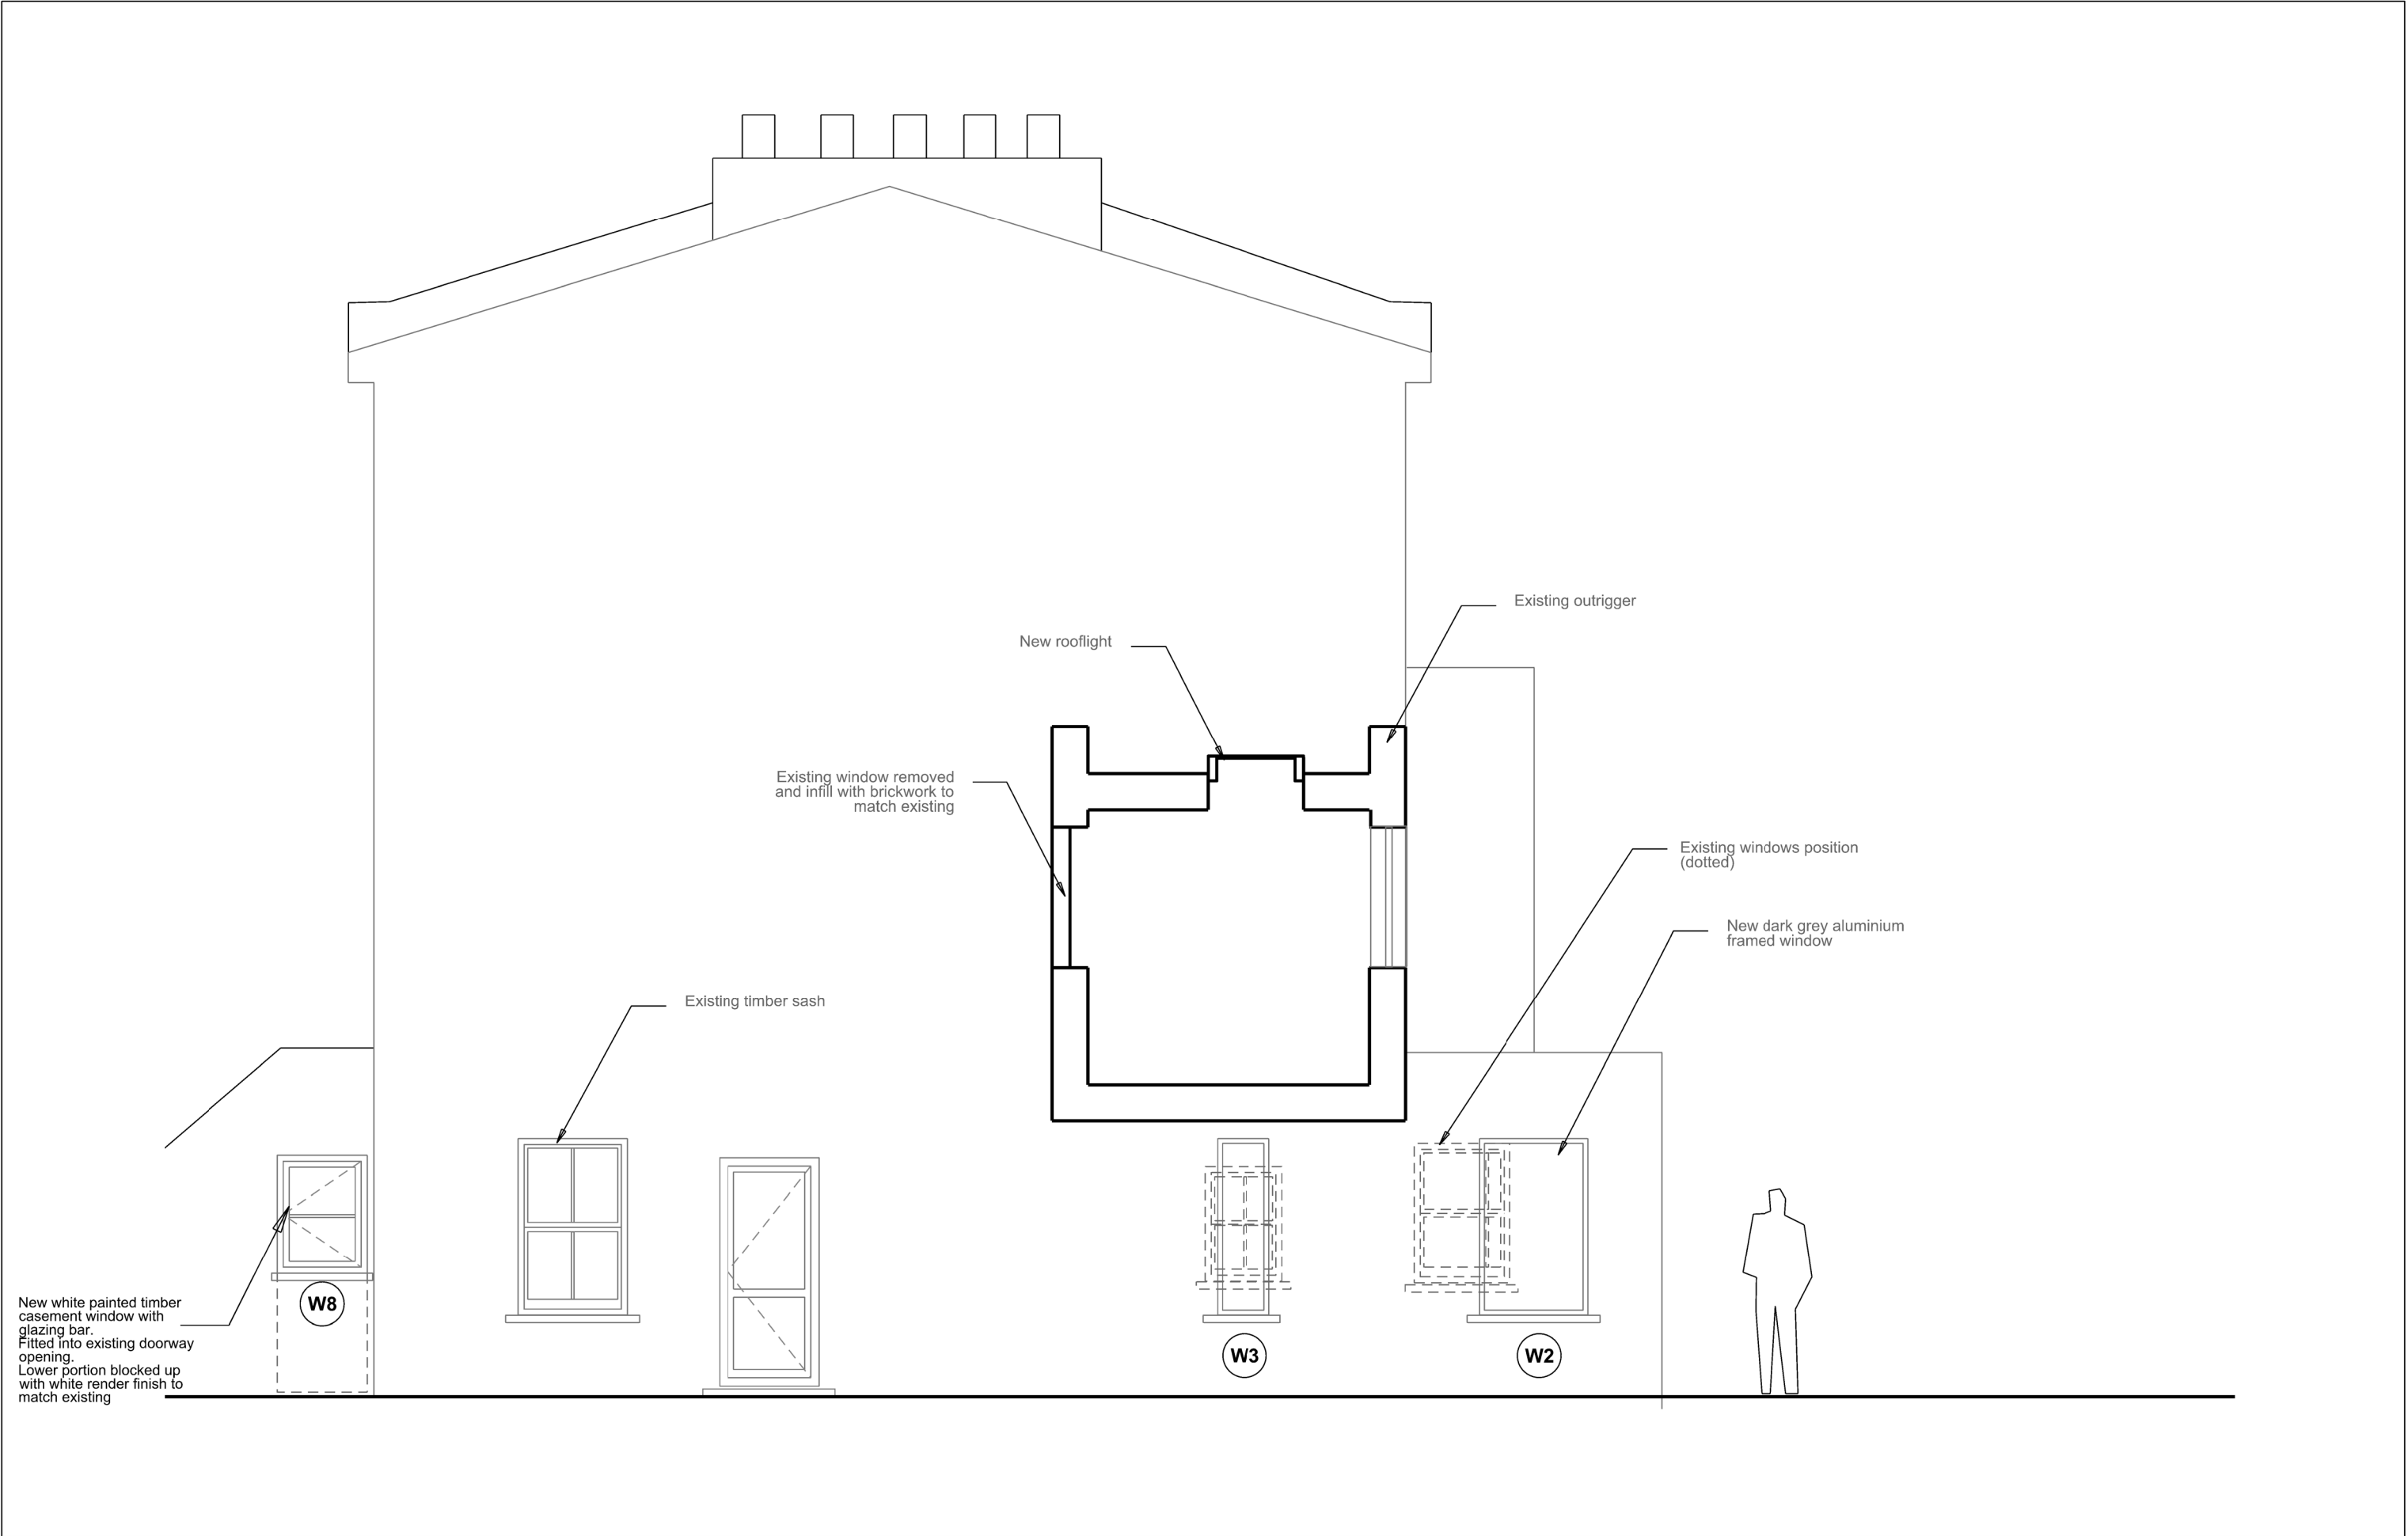 Existing outrigger
New rooflight
Existing window removed
and infill with brickwork to
match existing
Existing windows position
(dotted)
New dark grey aluminium
framed window
Existing timber sash
New white painted timber
casement window with
glazing bar.
Fitted into existing doorway
opening.
Lower portion blocked up
with white render finish to
match existing
W8
W3
W2